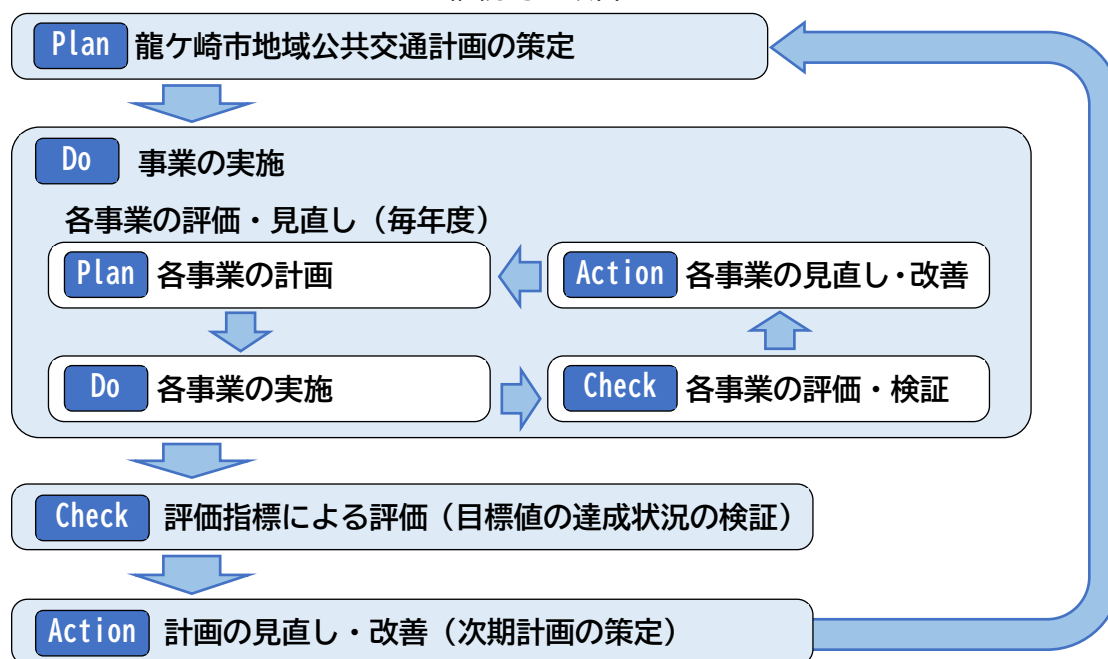 Plan 龍ケ崎市地域公共交通計画の策定
Do 事業の実施
各事業の評価・見直し（毎年度）
Plan 各事業の計画
Action 各事業の見直し・改善
Do 各事業の実施
Check 各事業の評価・検証
Check 評価指標による評価（目標値の達成状況の検証）
Action 計画の見直し・改善（次期計画の策定）